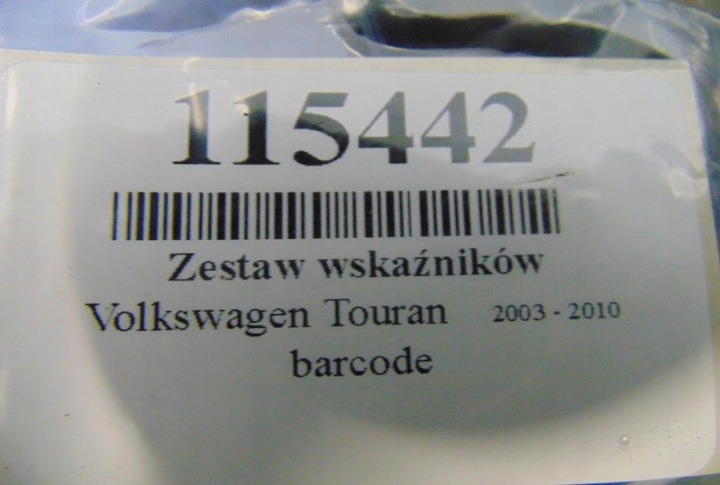 115442
Zestaw wskaźników
Volkswagen Touran 2003 - 2010
barcode